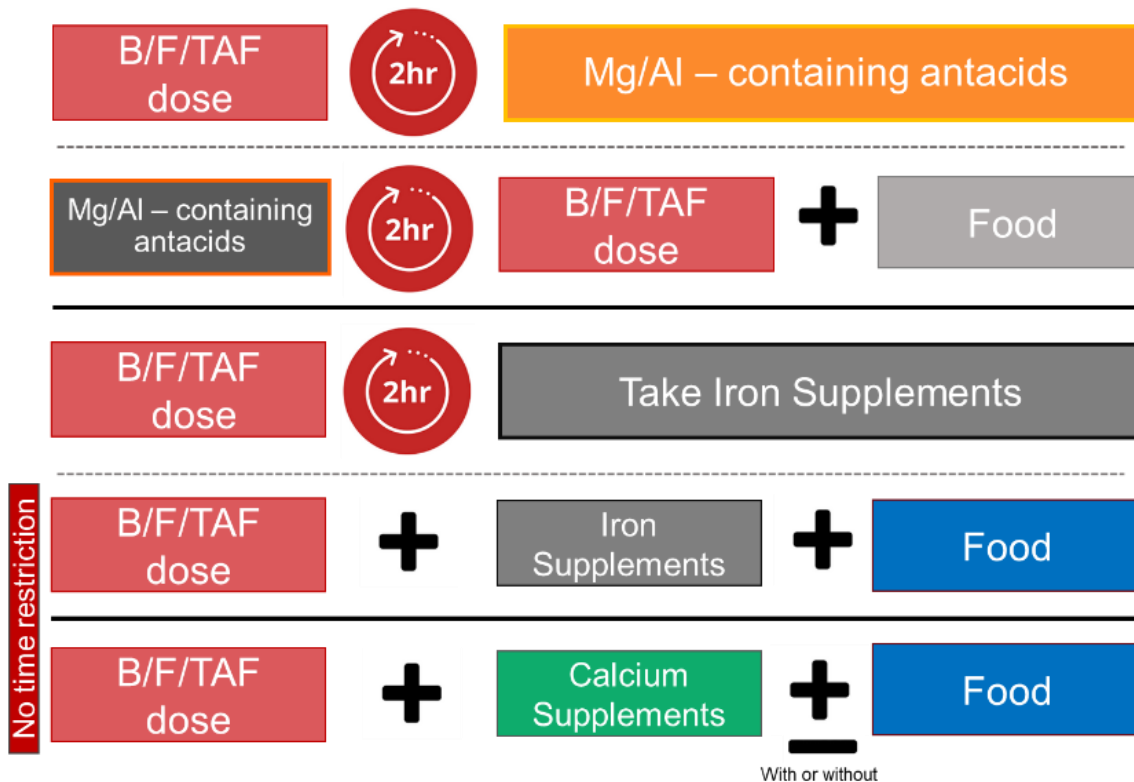 B/F/TAF
dose
2hr
Mg/Al – containing antacids
Mg/Al – containing
antacids
2hr
B/F/TAF
dose
Food
B/F/TAF
dose
2hr
Take Iron Supplements
No time restriction
B/F/TAF
dose
Iron
Supplements
Food
B/F/TAF
dose
Calcium
Supplements
Food
With or without